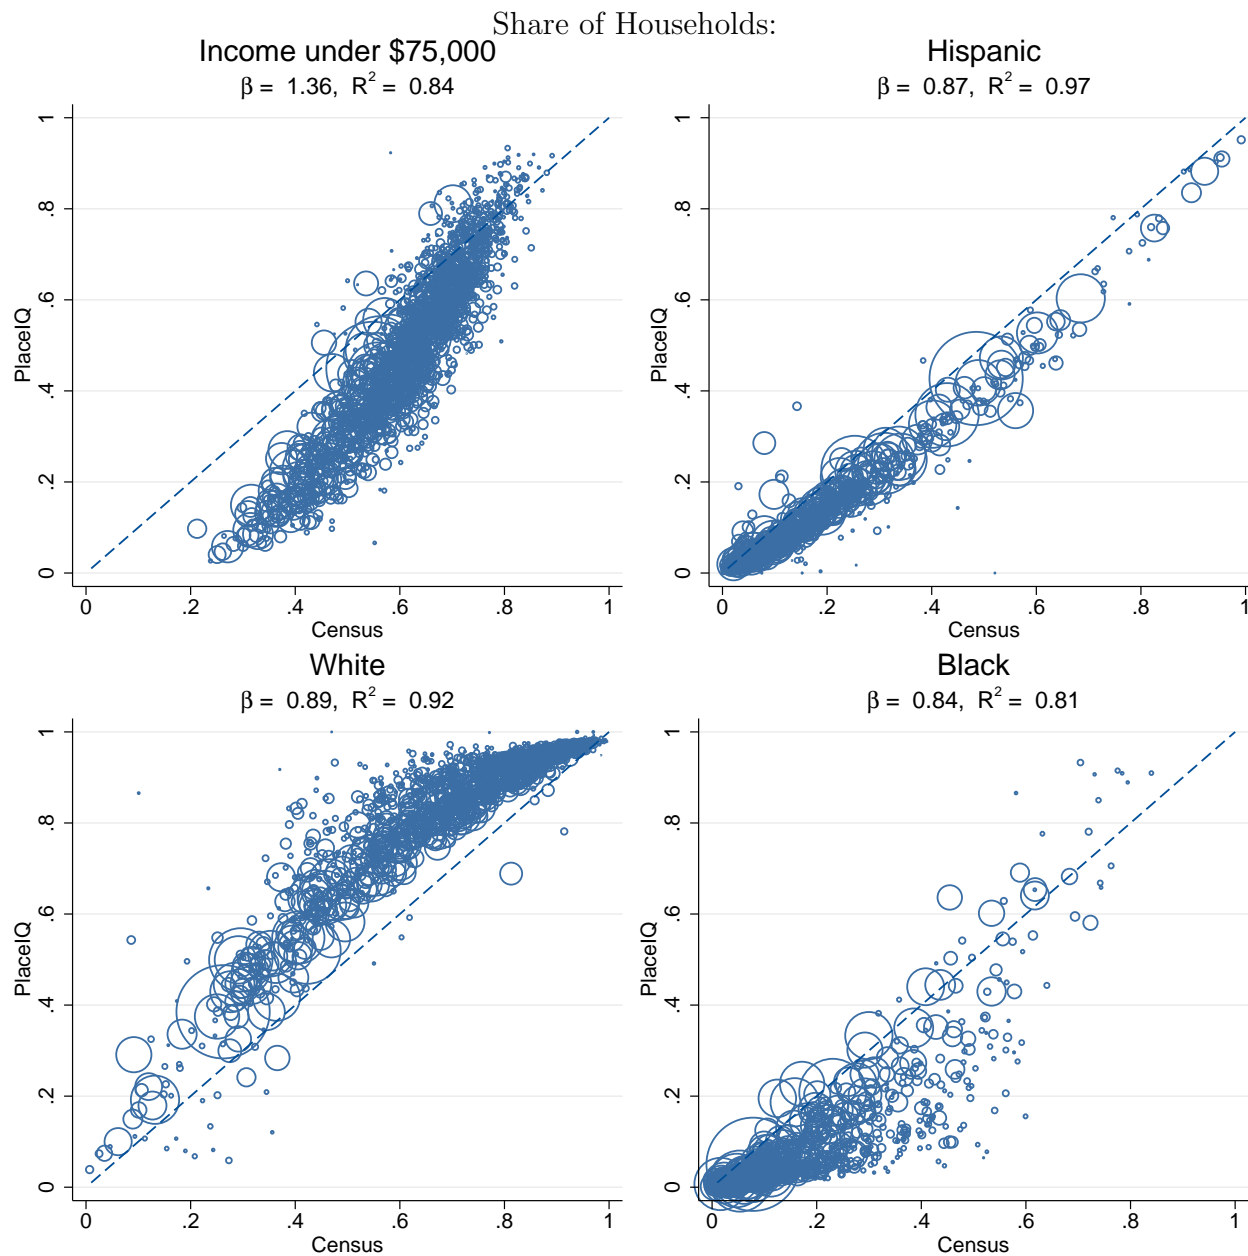 Share of Households:
Income under $75,000
β = 1.36, R² = 0.84
1
.8
.6
.4
.2
0
PlaceIQ
0 .2 .4 .6 .8 1
Census
Hispanic
β = 0.87, R² = 0.97
1
.8
.6
.4
.2
0
PlaceIQ
0 .2 .4 .6 .8 1
Census
White
β = 0.89, R² = 0.92
1
.8
.6
.4
.2
0
PlaceIQ
0 .2 .4 .6 .8 1
Census
Black
β = 0.84, R² = 0.81
1
.8
.6
.4
.2
0
PlaceIQ
0 .2 .4 .6 .8 1
Census